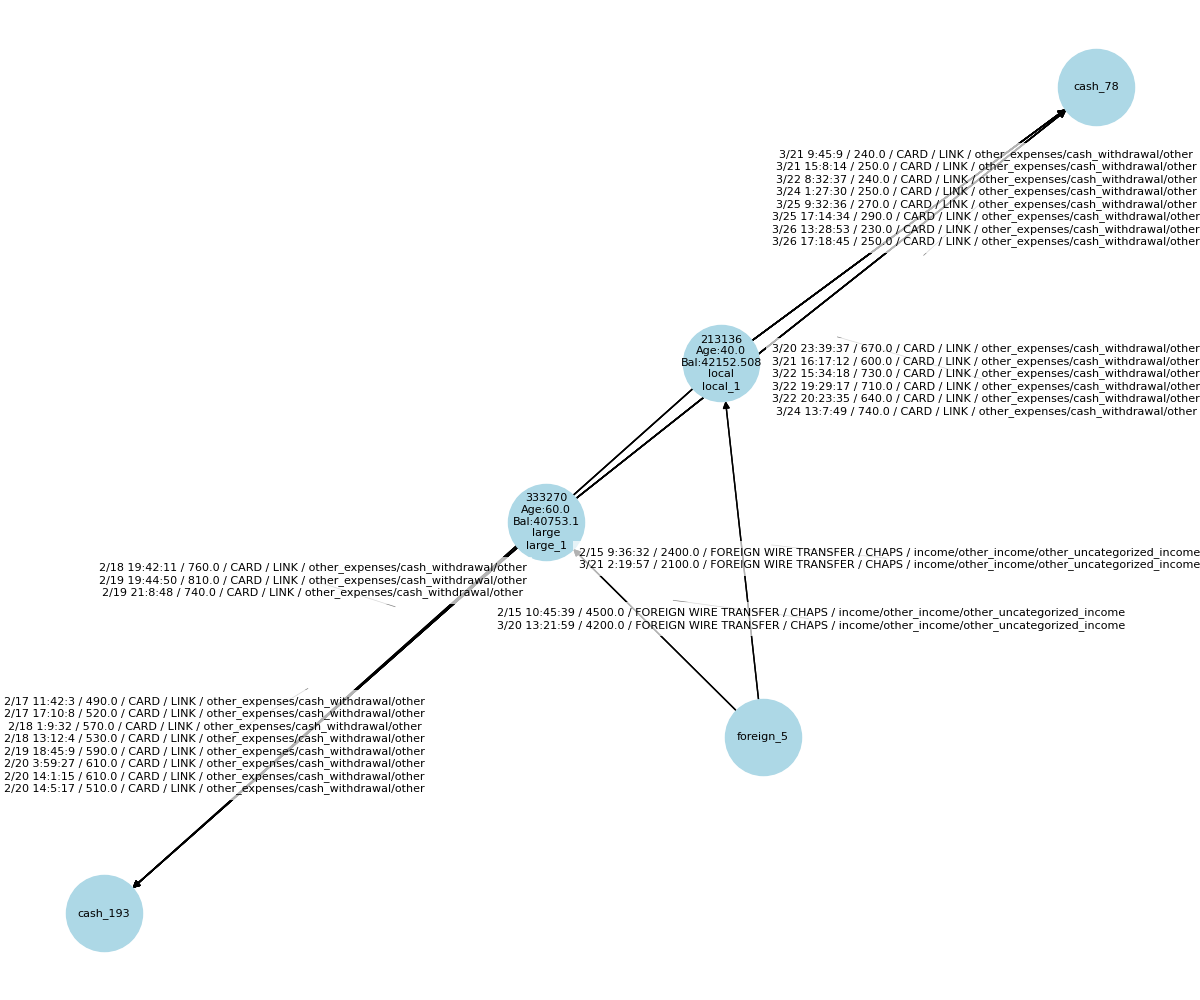 cash_78
3/21 9:45:9 / 240.0 / CARD / LINK / other_expenses/cash_withdrawal/other
3/21 15:8:14 / 250.0 / CARD / LINK / other_expenses/cash_withdrawal/other
3/22 8:32:37 / 240.0 / CARD / LINK / other_expenses/cash_withdrawal/other
3/24 1:27:30 / 250.0 / CARD / LINK / other_expenses/cash_withdrawal/other
3/25 9:32:36 / 270.0 / CARD / LINK / other_expenses/cash_withdrawal/other
3/25 17:14:34 / 290.0 / CARD / LINK / other_expenses/cash_withdrawal/other
3/26 13:28:53 / 230.0 / CARD / LINK / other_expenses/cash_withdrawal/other
3/26 17:18:45 / 250.0 / CARD / LINK / other_expenses/cash_withdrawal/other
213136
Age:40.0
Bal:42152.508
local
local_1
3/20 23:39:37 / 670.0 / CARD / LINK / other_expenses/cash_withdrawal/other
3/21 16:17:12 / 600.0 / CARD / LINK / other_expenses/cash_withdrawal/other
3/22 15:34:18 / 730.0 / CARD / LINK / other_expenses/cash_withdrawal/other
3/22 19:29:17 / 710.0 / CARD / LINK / other_expenses/cash_withdrawal/other
3/22 20:23:35 / 640.0 / CARD / LINK / other_expenses/cash_withdrawal/other
3/24 13:7:49 / 740.0 / CARD / LINK / other_expenses/cash_withdrawal/other
333270
Age:60.0
Bal:40753.1
large
large_1
2/15 9:36:32 / 2400.0 / FOREIGN WIRE TRANSFER / CHAPS / income/other_income/other_uncategorized_income
3/21 2:19:57 / 2100.0 / FOREIGN WIRE TRANSFER / CHAPS / income/other_income/other_uncategorized_income
2/18 19:42:11 / 760.0 / CARD / LINK / other_expenses/cash_withdrawal/other
2/19 19:44:50 / 810.0 / CARD / LINK / other_expenses/cash_withdrawal/other
2/19 21:8:48 / 740.0 / CARD / LINK / other_expenses/cash_withdrawal/other
2/15 10:45:39 / 4500.0 / FOREIGN WIRE TRANSFER / CHAPS / income/other_income/other_uncategorized_income
3/20 13:21:59 / 4200.0 / FOREIGN WIRE TRANSFER / CHAPS / income/other_income/other_uncategorized_income
2/17 11:42:3 / 490.0 / CARD / LINK / other_expenses/cash_withdrawal/other
2/17 17:10:8 / 520.0 / CARD / LINK / other_expenses/cash_withdrawal/other
2/18 1:9:32 / 570.0 / CARD / LINK / other_expenses/cash_withdrawal/other
2/18 13:12:4 / 530.0 / CARD / LINK / other_expenses/cash_withdrawal/other
2/19 18:45:9 / 590.0 / CARD / LINK / other_expenses/cash_withdrawal/other
2/20 3:59:27 / 610.0 / CARD / LINK / other_expenses/cash_withdrawal/other
2/20 14:1:15 / 610.0 / CARD / LINK / other_expenses/cash_withdrawal/other
2/20 14:5:17 / 510.0 / CARD / LINK / other_expenses/cash_withdrawal/other
foreign_5
cash_193